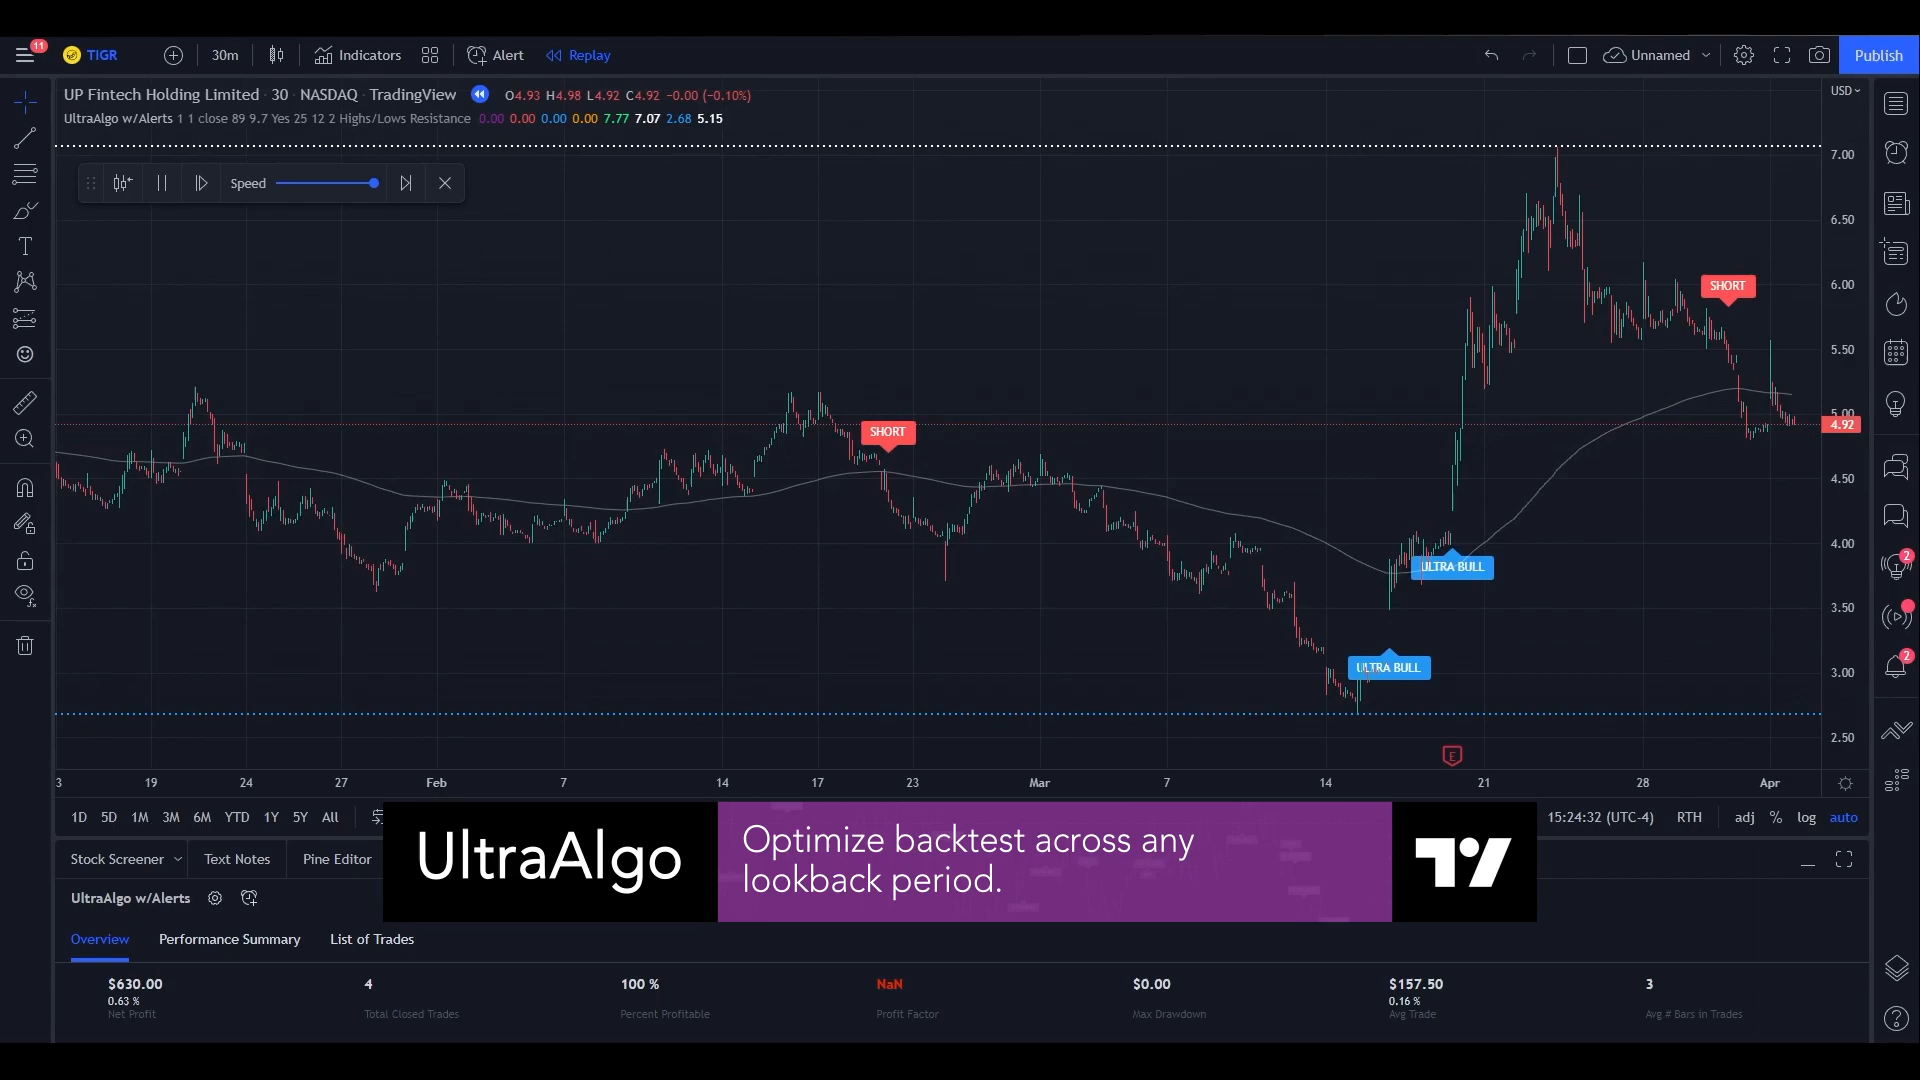 11
TIGR
30m
Indicators
Alert
Replay
Unnamed
Publish
UP Fintech Holding Limited · 30 · NASDAQ · TradingView
O4.93 H4.98 L4.92 C4.92 −0.00 (−0.10%)
USD
UltraAlgo w/Alerts 1 1 close 89 9.7 Yes 25 12 2 Highs/Lows Resistance 0.00 0.00 0.00 0.00 7.77 7.07 2.68 5.15
Speed
7.00
6.50
6.00
5.50
5.00
4.92
4.50
4.00
3.50
3.00
2.50
SHORT
SHORT
ULTRA BULL
ULTRA BULL
E
2
2
3 19 24 27 Feb 7 14 17 23 Mar 7 14 21 28 Apr
1D 5D 1M 3M 6M YTD 1Y 5Y All
15:24:32 (UTC-4) RTH adj % log auto
UltraAlgo
Optimize backtest across any
lookback period.
Stock Screener
Text Notes
Pine Editor
UltraAlgo w/Alerts
Overview
Performance Summary
List of Trades
$630.00 4 100 % NaN $0.00 $157.50 3
0.63 % 0.16 %
Net Profit Total Closed Trades Percent Profitable Profit Factor Max Drawdown Avg Trade Avg # Bars in Trades